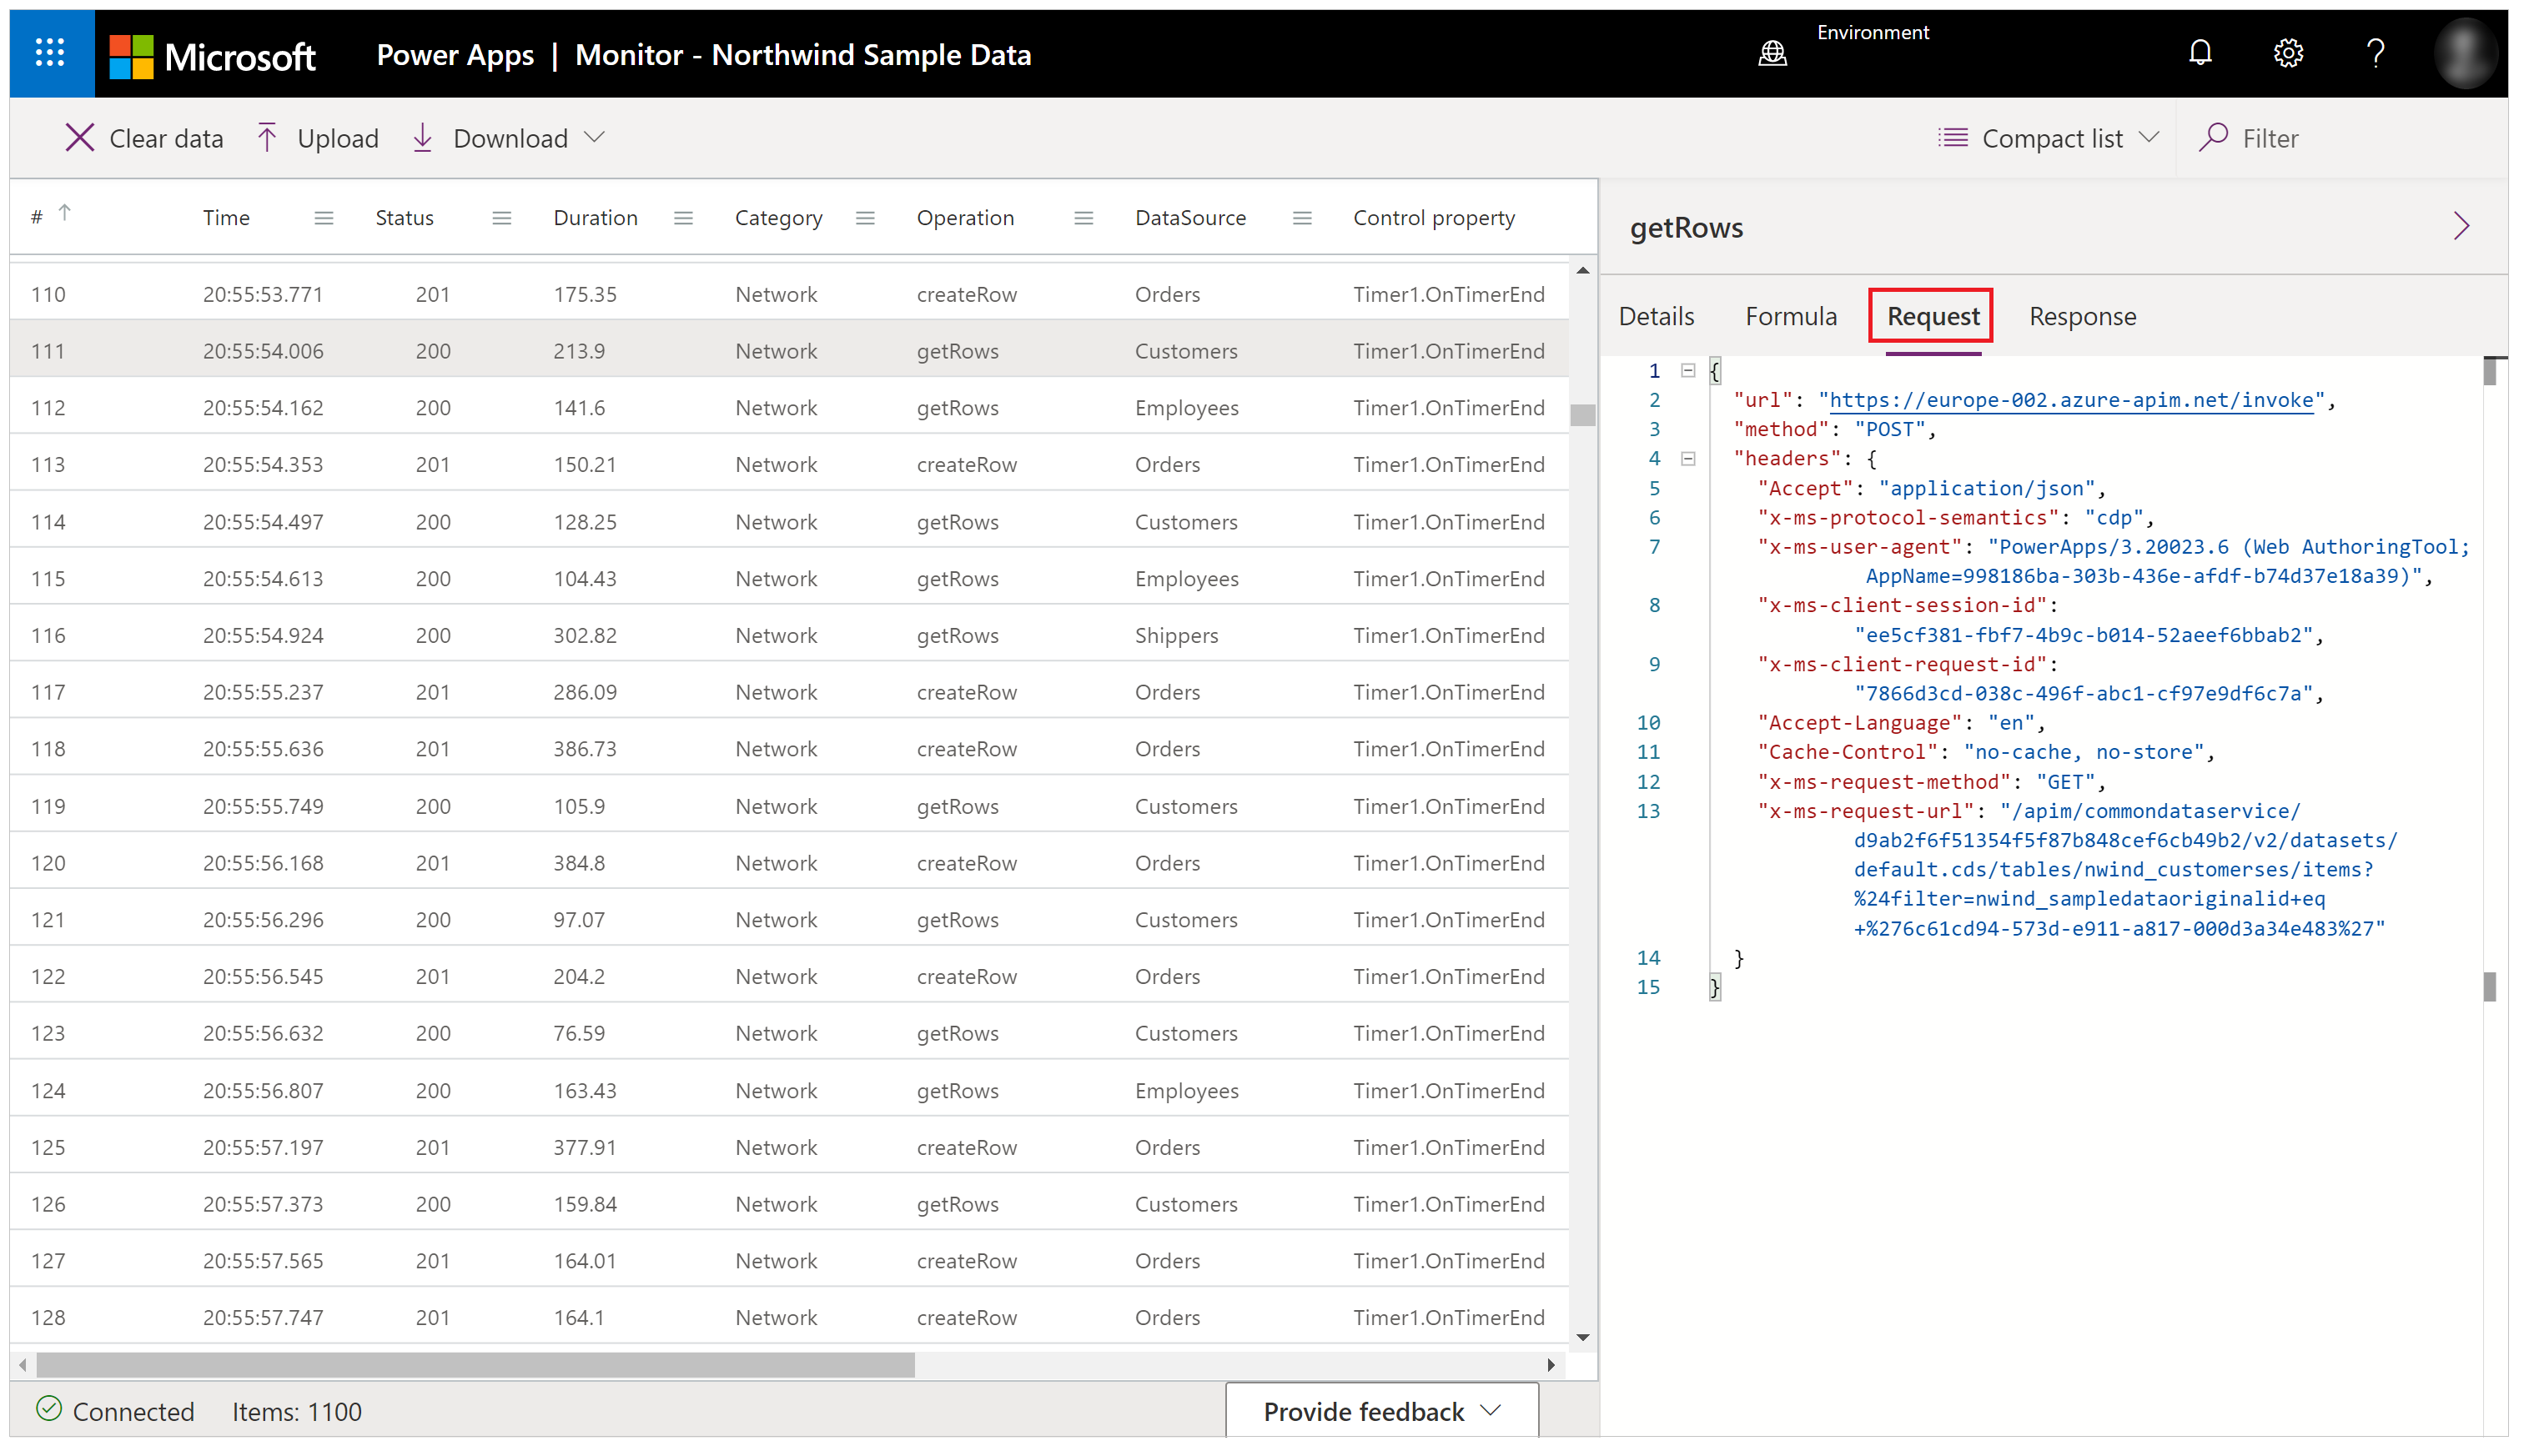 Microsoft Power Apps | Monitor - Northwind Sample Data Environment
Clear data Upload Download Compact list Filter
# Time Status Duration Category Operation DataSource Control property
110 20:55:53.771 201 175.35 Network createRow Orders Timer1.OnTimerEnd
111 20:55:54.006 200 213.9 Network getRows Customers Timer1.OnTimerEnd
112 20:55:54.162 200 141.6 Network getRows Employees Timer1.OnTimerEnd
113 20:55:54.353 201 150.21 Network createRow Orders Timer1.OnTimerEnd
114 20:55:54.497 200 128.25 Network getRows Customers Timer1.OnTimerEnd
115 20:55:54.613 200 104.43 Network getRows Employees Timer1.OnTimerEnd
116 20:55:54.924 200 302.82 Network getRows Shippers Timer1.OnTimerEnd
117 20:55:55.237 201 286.09 Network createRow Orders Timer1.OnTimerEnd
118 20:55:55.636 201 386.73 Network createRow Orders Timer1.OnTimerEnd
119 20:55:55.749 200 105.9 Network getRows Customers Timer1.OnTimerEnd
120 20:55:56.168 201 384.8 Network createRow Orders Timer1.OnTimerEnd
121 20:55:56.296 200 97.07 Network getRows Customers Timer1.OnTimerEnd
122 20:55:56.545 201 204.2 Network createRow Orders Timer1.OnTimerEnd
123 20:55:56.632 200 76.59 Network getRows Customers Timer1.OnTimerEnd
124 20:55:56.807 200 163.43 Network getRows Employees Timer1.OnTimerEnd
125 20:55:57.197 201 377.91 Network createRow Orders Timer1.OnTimerEnd
126 20:55:57.373 200 159.84 Network getRows Customers Timer1.OnTimerEnd
127 20:55:57.565 201 164.01 Network createRow Orders Timer1.OnTimerEnd
128 20:55:57.747 201 164.1 Network createRow Orders Timer1.OnTimerEnd
Connected Items: 1100 Provide feedback
getRows
Details Formula Request Response
1 {
2 "url": "https://europe-002.azure-apim.net/invoke",
3 "method": "POST",
4 "headers": {
5 "Accept": "application/json",
6 "x-ms-protocol-semantics": "cdp",
7 "x-ms-user-agent": "PowerApps/3.20023.6 (Web AuthoringTool;
AppName=998186ba-303b-436e-afdf-b74d37e18a39)",
8 "x-ms-client-session-id":
"ee5cf381-fbf7-4b9c-b014-52aeef6bbab2",
9 "x-ms-client-request-id":
"7866d3cd-038c-496f-abc1-cf97e9df6c7a",
10 "Accept-Language": "en",
11 "Cache-Control": "no-cache, no-store",
12 "x-ms-request-method": "GET",
13 "x-ms-request-url": "/apim/commondataservice/
d9ab2f6f51354f5f87b848cef6cb49b2/v2/datasets/
default.cds/tables/nwind_customerses/items?
%24filter=nwind_sampledataoriginalid+eq
+%276c61cd94-573d-e911-a817-000d3a34e483%27"
14 }
15 }